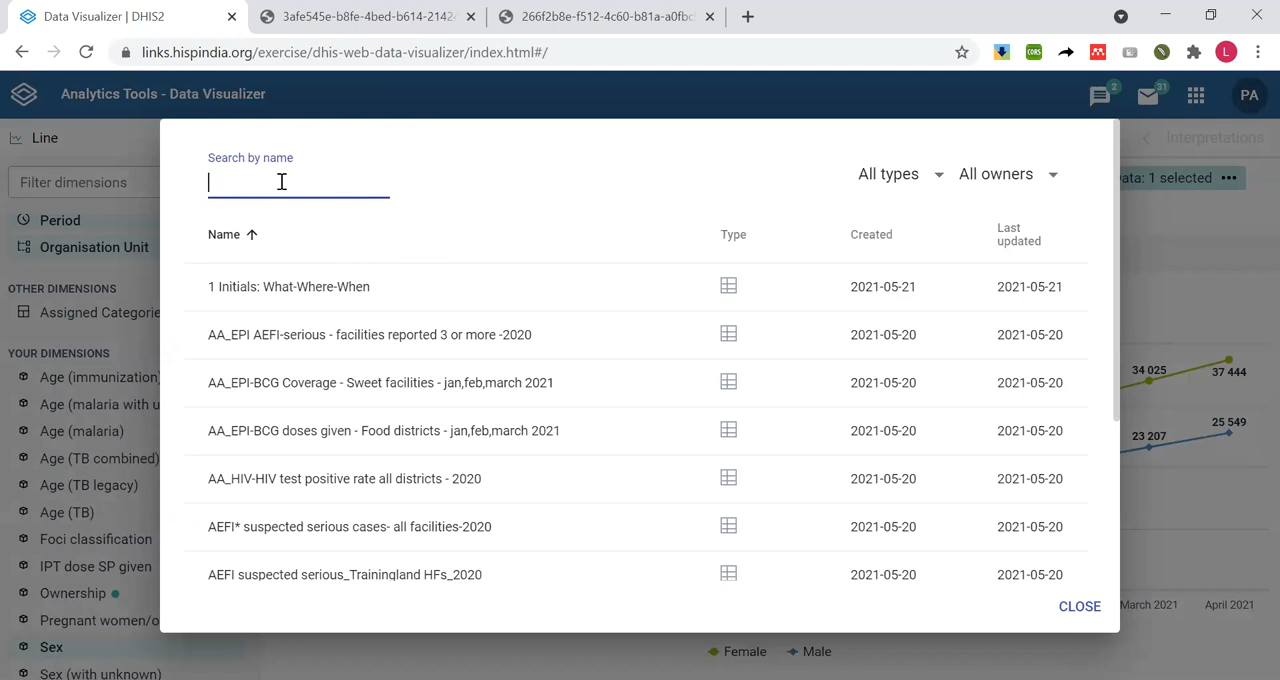 Data Visualizer | DHIS2
3afe545e-b8fe-4bed-b614-21424
266f2b8e-f512-4c60-b81a-a0fbc
links.hispindia.org/exercise/dhis-web-data-visualizer/index.html#/
CORS
L
Analytics Tools - Data Visualizer
2
31
PA
Line
Interpretations
Search by name
Filter dimensions
All types
All owners
ata: 1 selected
Period
Name
Type
Created
Last updated
Organisation Unit
OTHER DIMENSIONS
1 Initials: What-Where-When
2021-05-21
2021-05-21
Assigned Categorie
AA_EPI AEFI-serious - facilities reported 3 or more -2020
2021-05-20
2021-05-20
YOUR DIMENSIONS
Age (immunization)
AA_EPI-BCG Coverage - Sweet facilities - jan,feb,march 2021
2021-05-20
2021-05-20
34 025
37 444
Age (malaria with u
Age (malaria)
AA_EPI-BCG doses given - Food districts - jan,feb,march 2021
2021-05-20
2021-05-20
23 207
25 549
Age (TB combined)
Age (TB legacy)
AA_HIV-HIV test positive rate all districts - 2020
2021-05-20
2021-05-20
Age (TB)
AEFI* suspected serious cases- all facilities-2020
2021-05-20
2021-05-20
Foci classification
IPT dose SP given
AEFI suspected serious_Trainingland HFs_2020
2021-05-20
2021-05-20
Ownership
CLOSE
March 2021
April 2021
Pregnant women/o
Sex
Female
Male
Sex (with unknown)